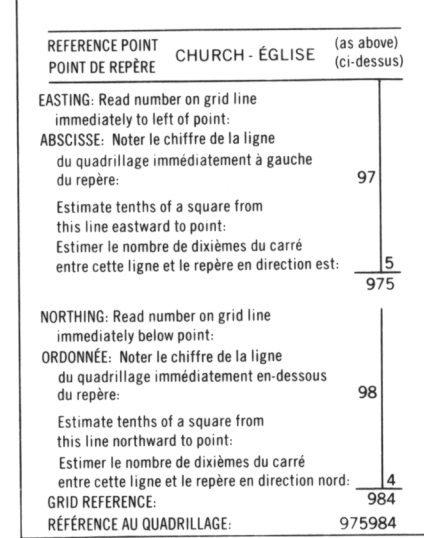 REFERENCE POINT CHURCH - ÉGLISE (as above)
POINT DE REPÈRE (ci-dessus)
EASTING: Read number on grid line
immediately to left of point:
ABSCISSE: Noter le chiffre de la ligne
du quadrillage immédiatement à gauche
du repère: 97
Estimate tenths of a square from
this line eastward to point:
Estimer le nombre de dixièmes du carré
entre cette ligne et le repère en direction est: 5
975
NORTHING: Read number on grid line
immediately below point:
ORDONNÉE: Noter le chiffre de la ligne
du quadrillage immédiatement en-dessous
du repère: 98
Estimate tenths of a square from
this line northward to point:
Estimer le nombre de dixièmes du carré
entre cette ligne et le repère en direction nord: 4
GRID REFERENCE: 984
RÉFÉRENCE AU QUADRILLAGE: 975984